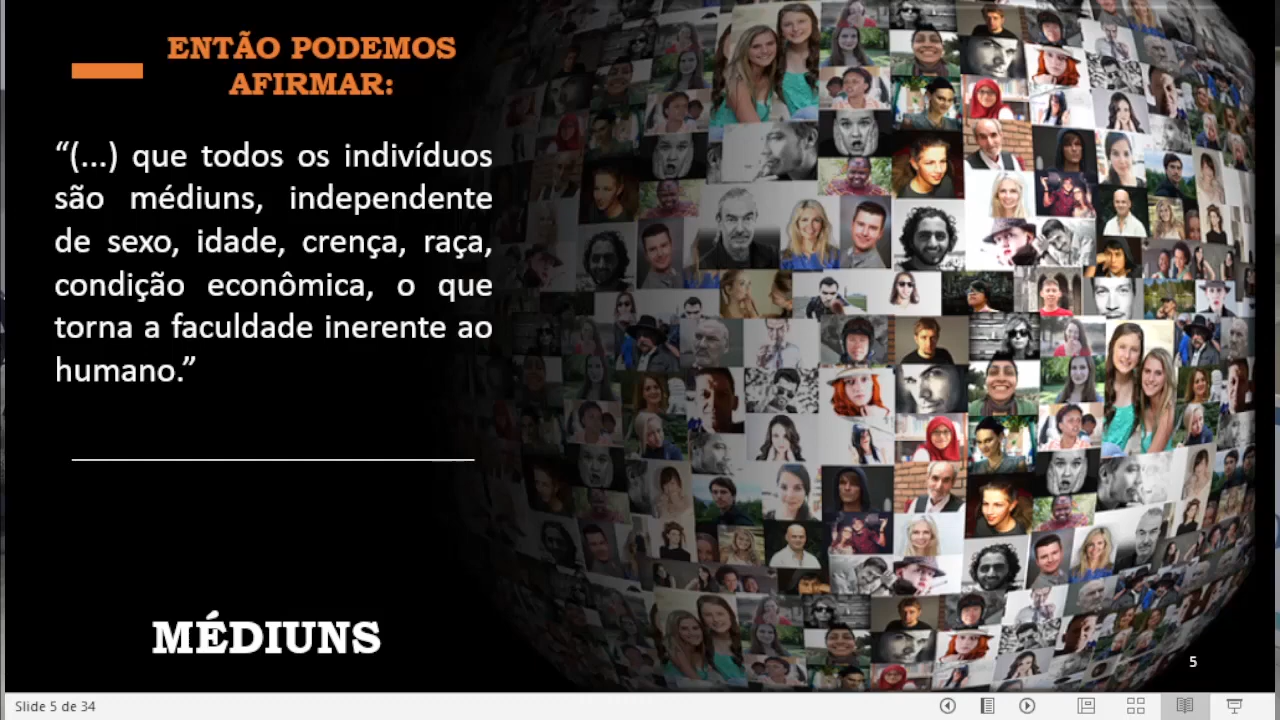 ENTÃO PODEMOS
AFIRMAR:
“(...) que todos os indivíduos
são médiuns, independente
de sexo, idade, crença, raça,
condição econômica, o que
torna a faculdade inerente ao
humano.”
MÉDIUNS
5
Slide 5 de 34